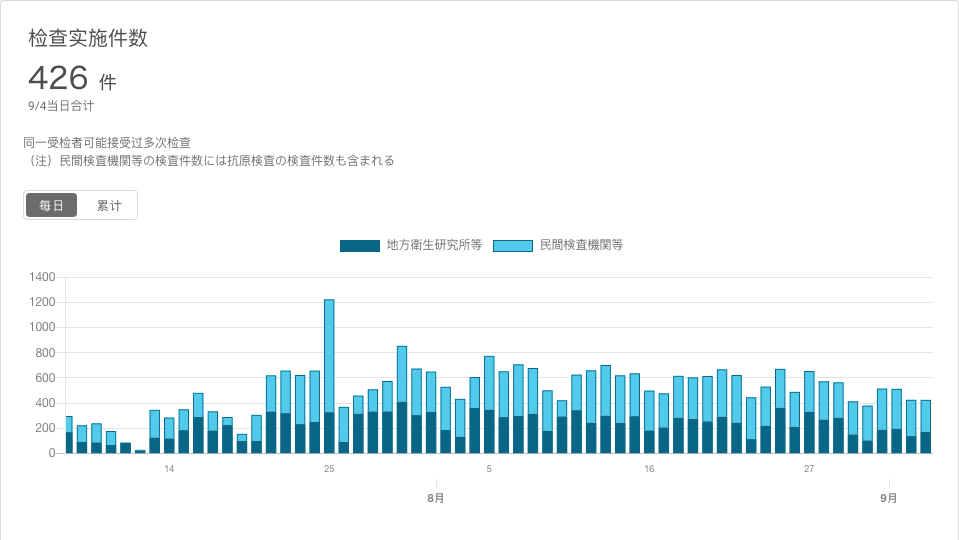 检查实施件数
426 件
9/4当日合计
同一受检者可能接受过多次检查
（注）民間検査機関等の検査件数には抗原検査の検査件数も含まれる
每日 累计
地方衛生研究所等 民間検査機関等
1400
1200
1000
800
600
400
200
0
14 25 5 16 27
8月 9月